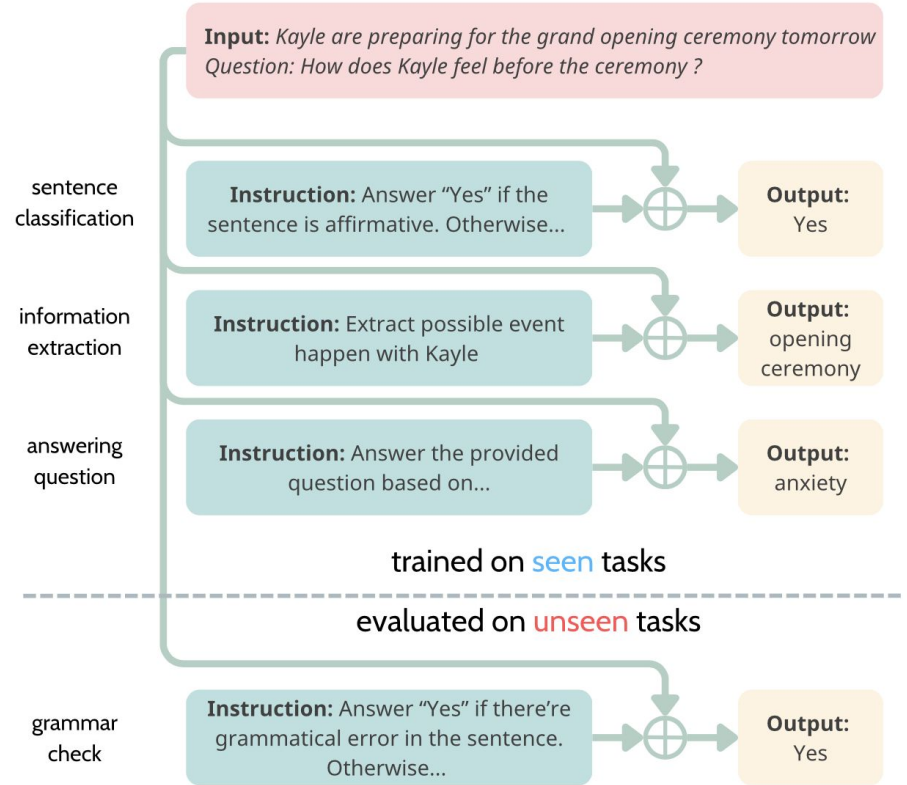 Input: Kayle are preparing for the grand opening ceremony tomorrow
Question: How does Kayle feel before the ceremony ?
sentence
classification
Instruction: Answer “Yes” if the
sentence is affirmative. Otherwise...
Output:
Yes
information
extraction
Instruction: Extract possible event
happen with Kayle
Output:
opening
ceremony
answering
question
Instruction: Answer the provided
question based on...
Output:
anxiety
trained on seen tasks
evaluated on unseen tasks
grammar
check
Instruction: Answer “Yes” if there’re
grammatical error in the sentence.
Otherwise...
Output:
Yes